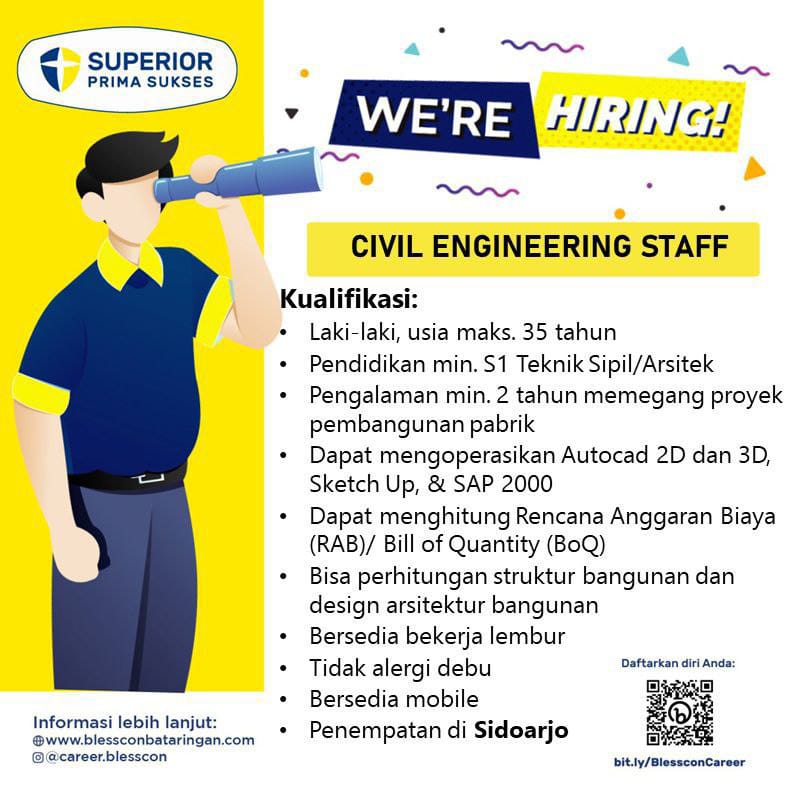 SUPERIOR
PRIMA SUKSES
WE'RE HIRING!
CIVIL ENGINEERING STAFF
Kualifikasi:
• Laki-laki, usia maks. 35 tahun
• Pendidikan min. S1 Teknik Sipil/Arsitek
• Pengalaman min. 2 tahun memegang proyek
pembangunan pabrik
• Dapat mengoperasikan Autocad 2D dan 3D,
Sketch Up, & SAP 2000
• Dapat menghitung Rencana Anggaran Biaya
(RAB)/ Bill of Quantity (BoQ)
• Bisa perhitungan struktur bangunan dan
design arsitektur bangunan
• Bersedia bekerja lembur
• Tidak alergi debu
• Bersedia mobile
• Penempatan di Sidoarjo
Daftarkan diri Anda:
b
bit.ly/BlessconCareer
Informasi lebih lanjut:
www.blessconbataringan.com
@career.blesscon